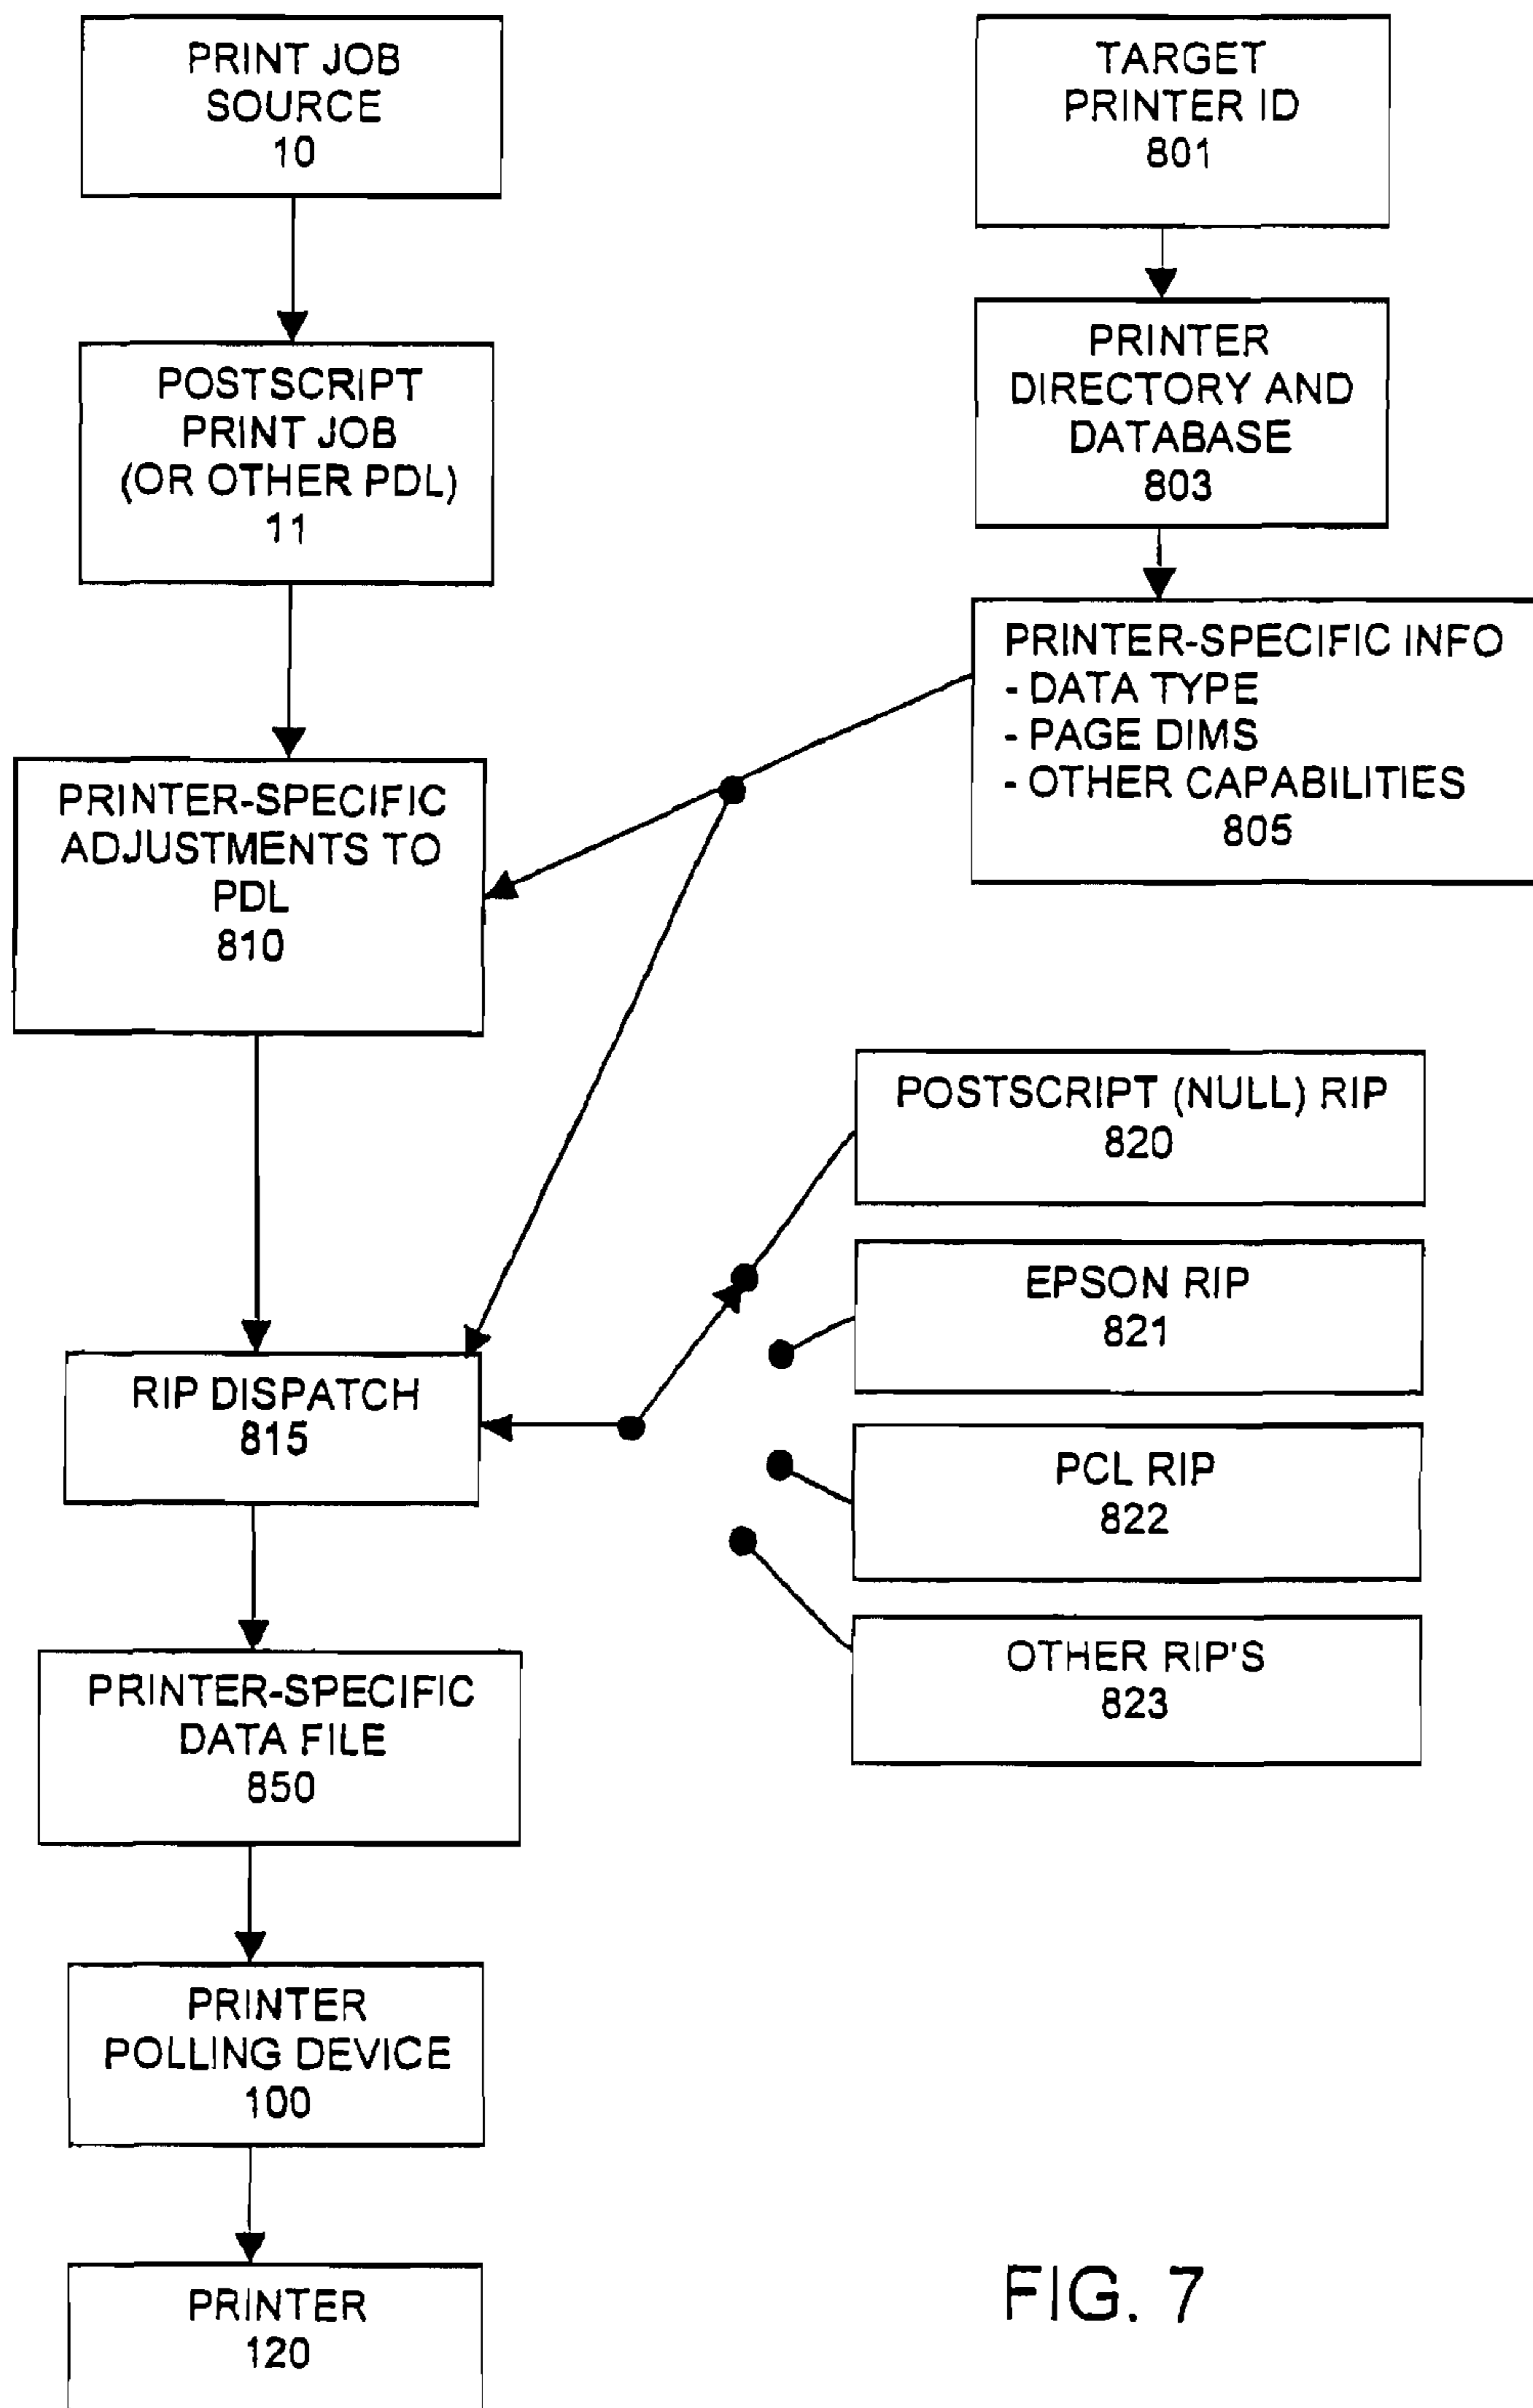 PRINT JOB
SOURCE
10
TARGET
PRINTER ID
801
POSTSCRIPT
PRINT JOB
(OR OTHER PDL)
11
PRINTER
DIRECTORY AND
DATABASE
803
PRINTER-SPECIFIC INFO
- DATA TYPE
- PAGE DIMS
- OTHER CAPABILITIES
805
PRINTER-SPECIFIC
ADJUSTMENTS TO
PDL
810
POSTSCRIPT (NULL) RIP
820
EPSON RIP
821
RIP DISPATCH
815
PCL RIP
822
OTHER RIP'S
823
PRINTER-SPECIFIC
DATA FILE
850
PRINTER
POLLING DEVICE
100
PRINTER
120
FIG. 7